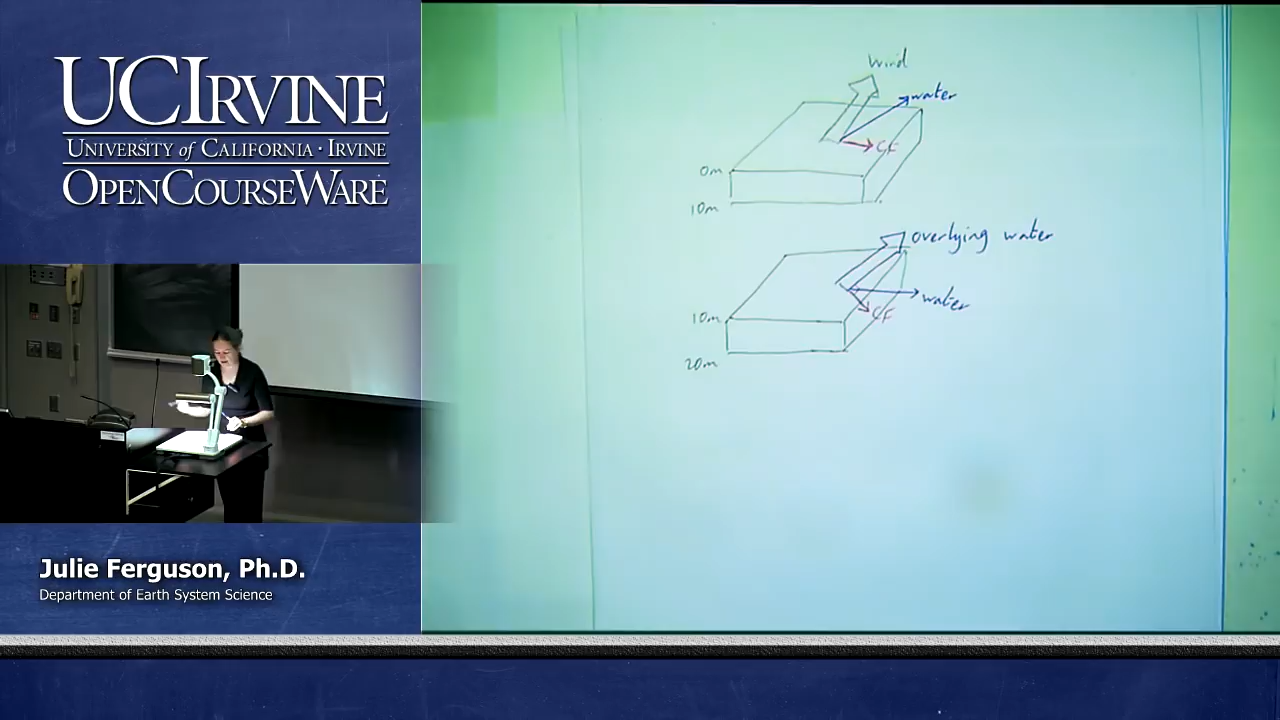 UCIRVINE
UNIVERSITY of CALIFORNIA · IRVINE
OPENCOURSEWARE
Julie Ferguson, Ph.D.
Department of Earth System Science
Wind
water
CF
0m
10m
overlying water
water
CF
10m
20m